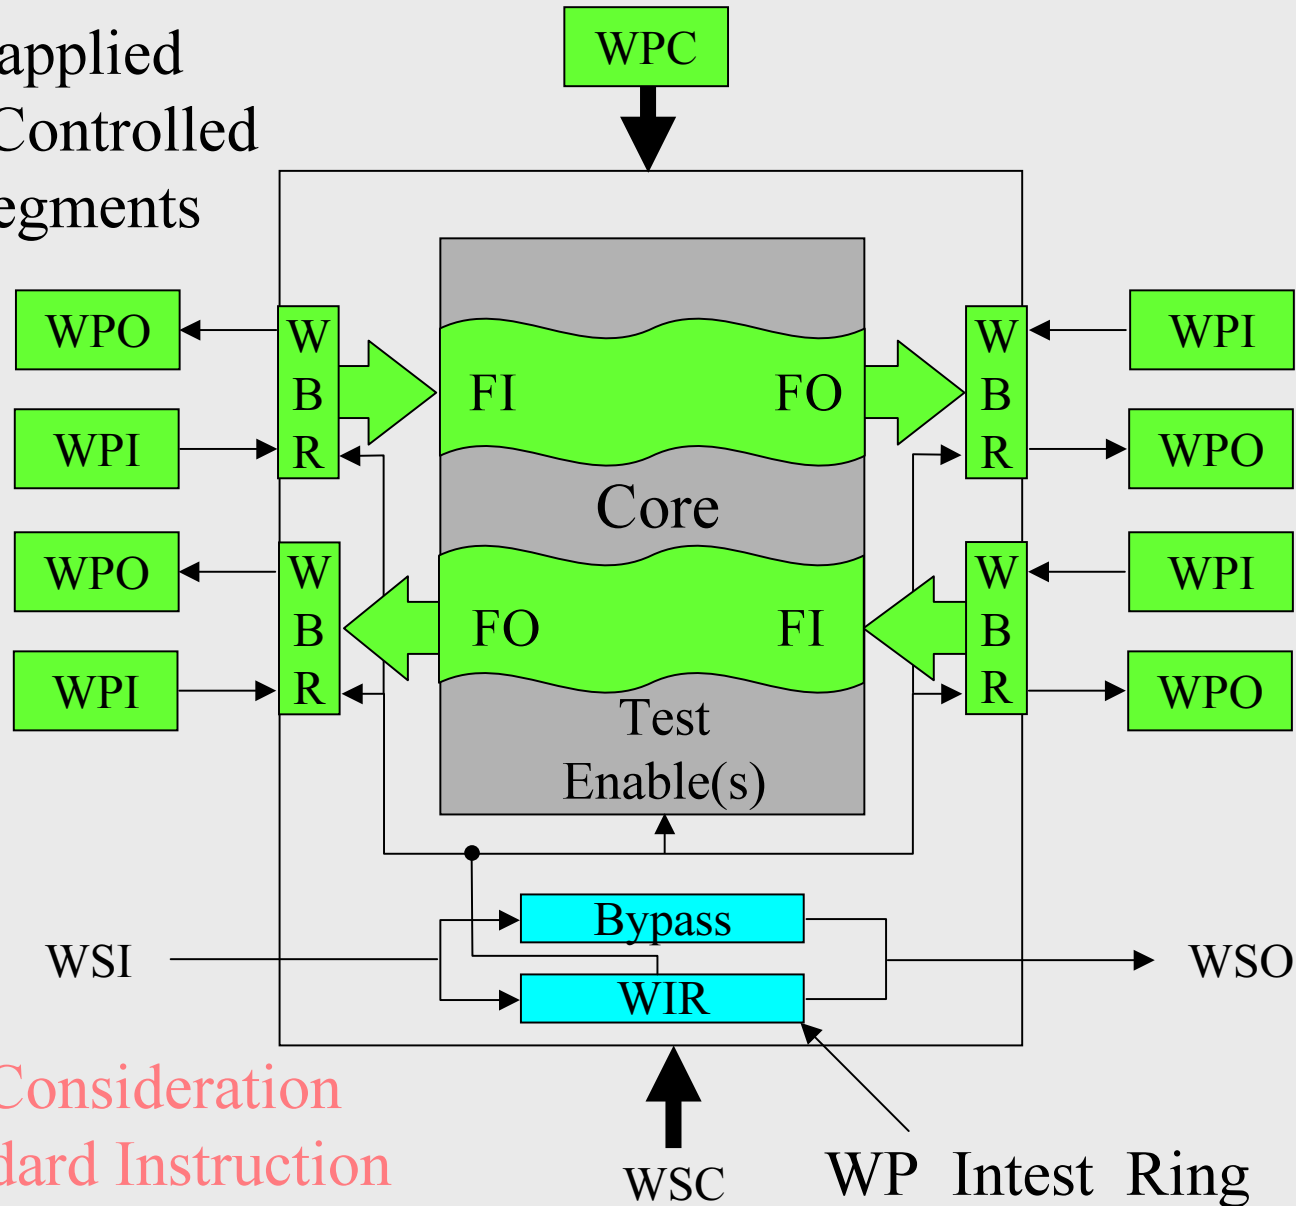 applied
Controlled
egments
WPC
WPO
WPI
WPO
WPI
W
B
R
W
B
R
FI
FO
Core
FO
FI
Test
Enable(s)
W
B
R
W
B
R
WPI
WPO
WPI
WPO
WSI
Bypass
WIR
WSO
Consideration
dard Instruction
WSC
WP Intest Ring